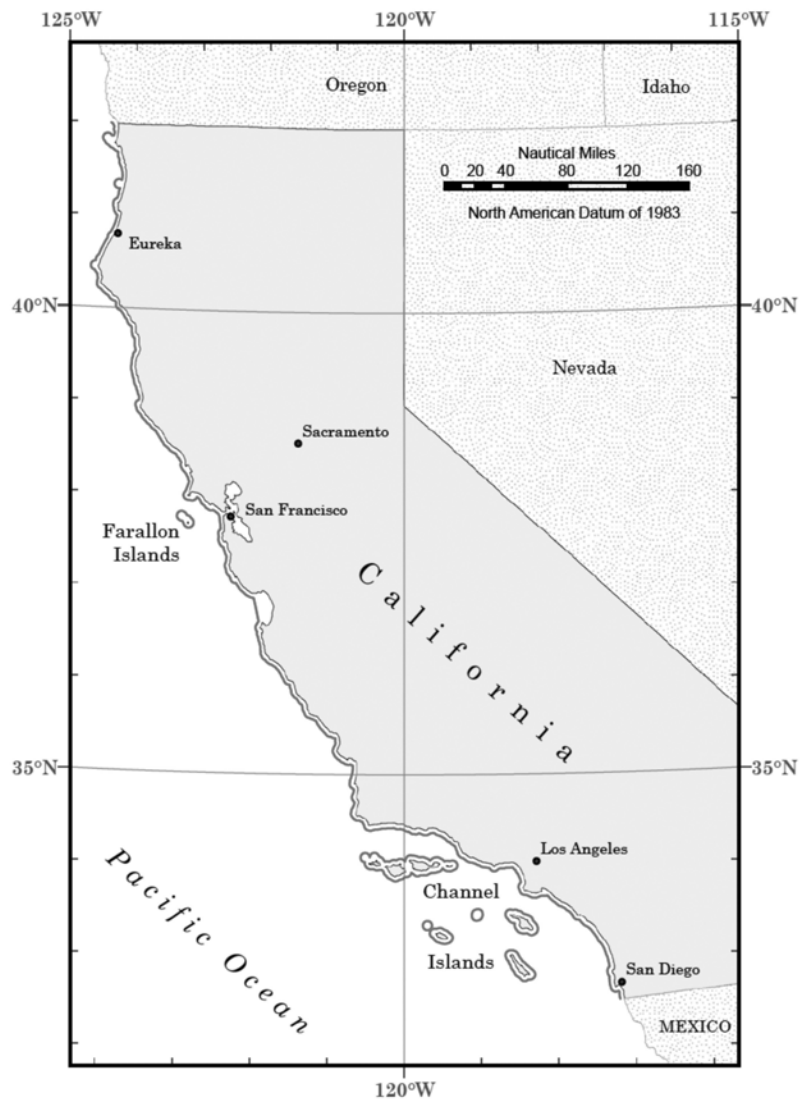 125°W 120°W 115°W
Oregon
Idaho
Nautical Miles
0 20 40 80 120 160
North American Datum of 1983
Eureka
40°N 40°N
Nevada
Sacramento
San Francisco
Farallon
Islands
California
35°N 35°N
Los Angeles
Pacific Ocean
Channel
Islands
San Diego
MEXICO
120°W